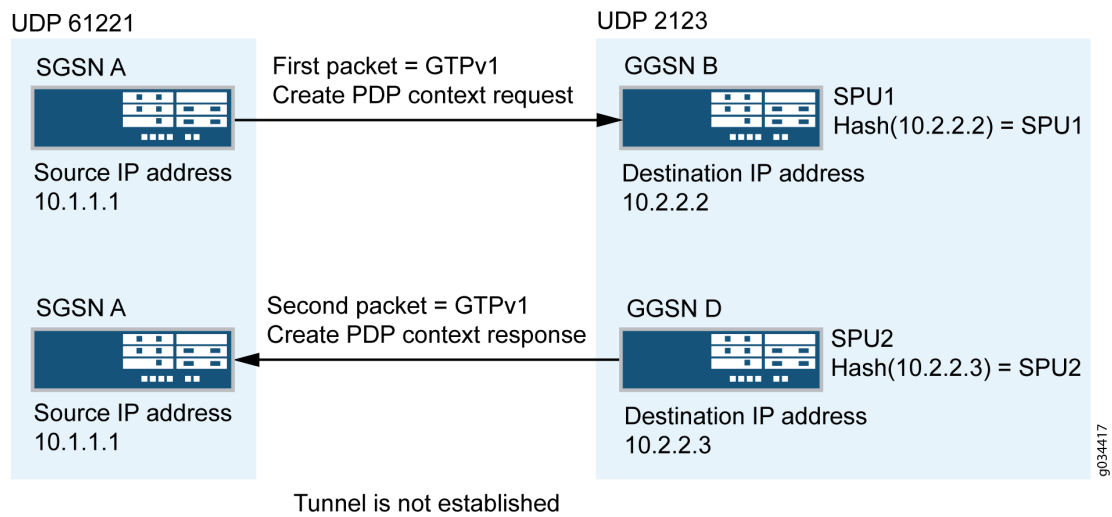 UDP 61221
UDP 2123
SGSN A
First packet = GTPv1
Create PDP context request
GGSN B
SPU1
Hash(10.2.2.2) = SPU1
Source IP address
10.1.1.1
Destination IP address
10.2.2.2
SGSN A
Second packet = GTPv1
Create PDP context response
GGSN D
SPU2
Hash(10.2.2.3) = SPU2
Source IP address
10.1.1.1
Destination IP address
10.2.2.3
g034417
Tunnel is not established